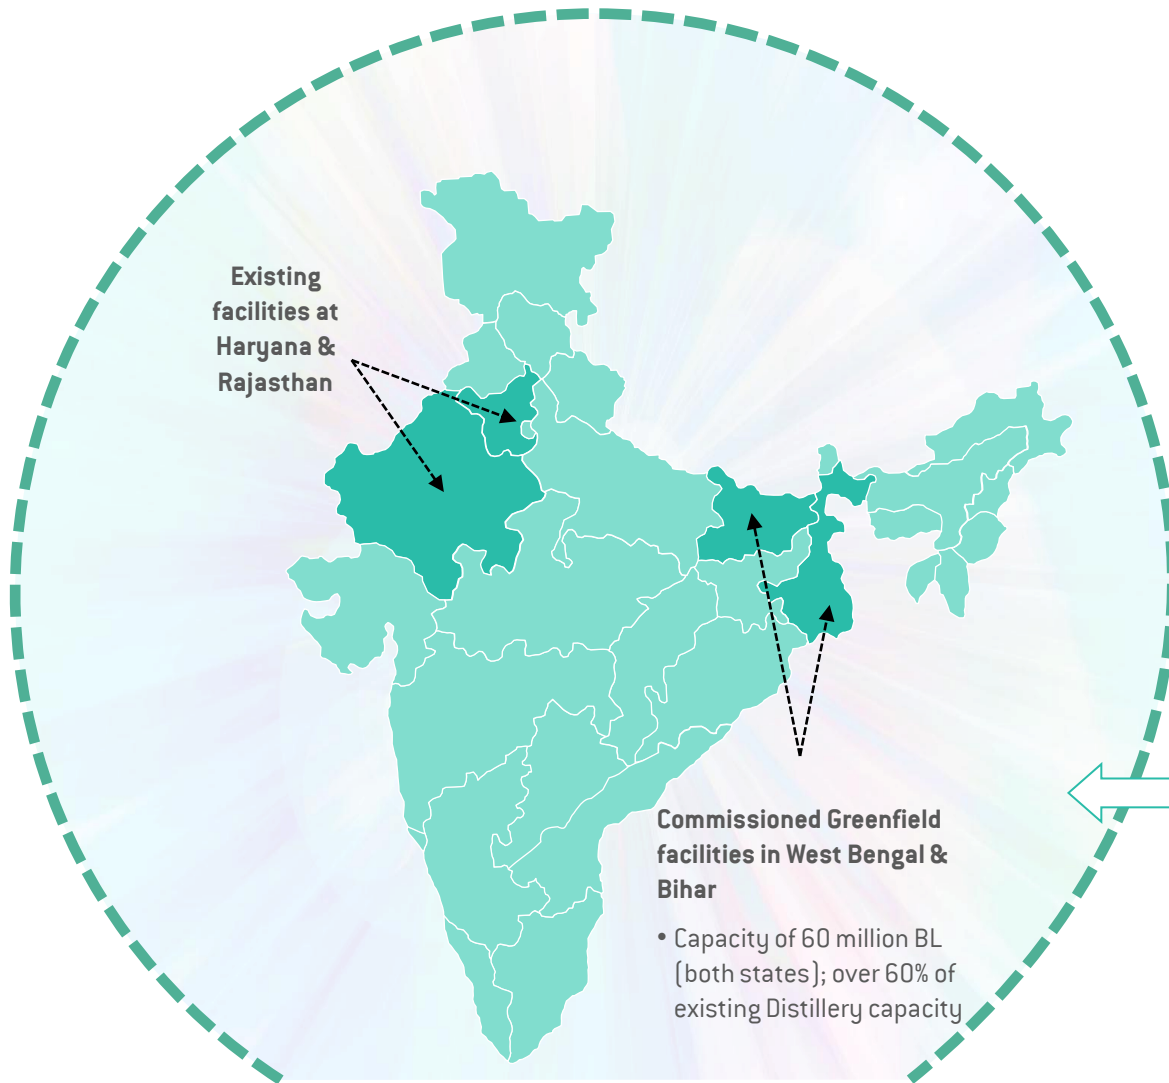 Existing
facilities at
Haryana &
Rajasthan
Commissioned Greenfield
facilities in West Bengal &
Bihar
• Capacity of 60 million BL
(both states); over 60% of
existing Distillery capacity